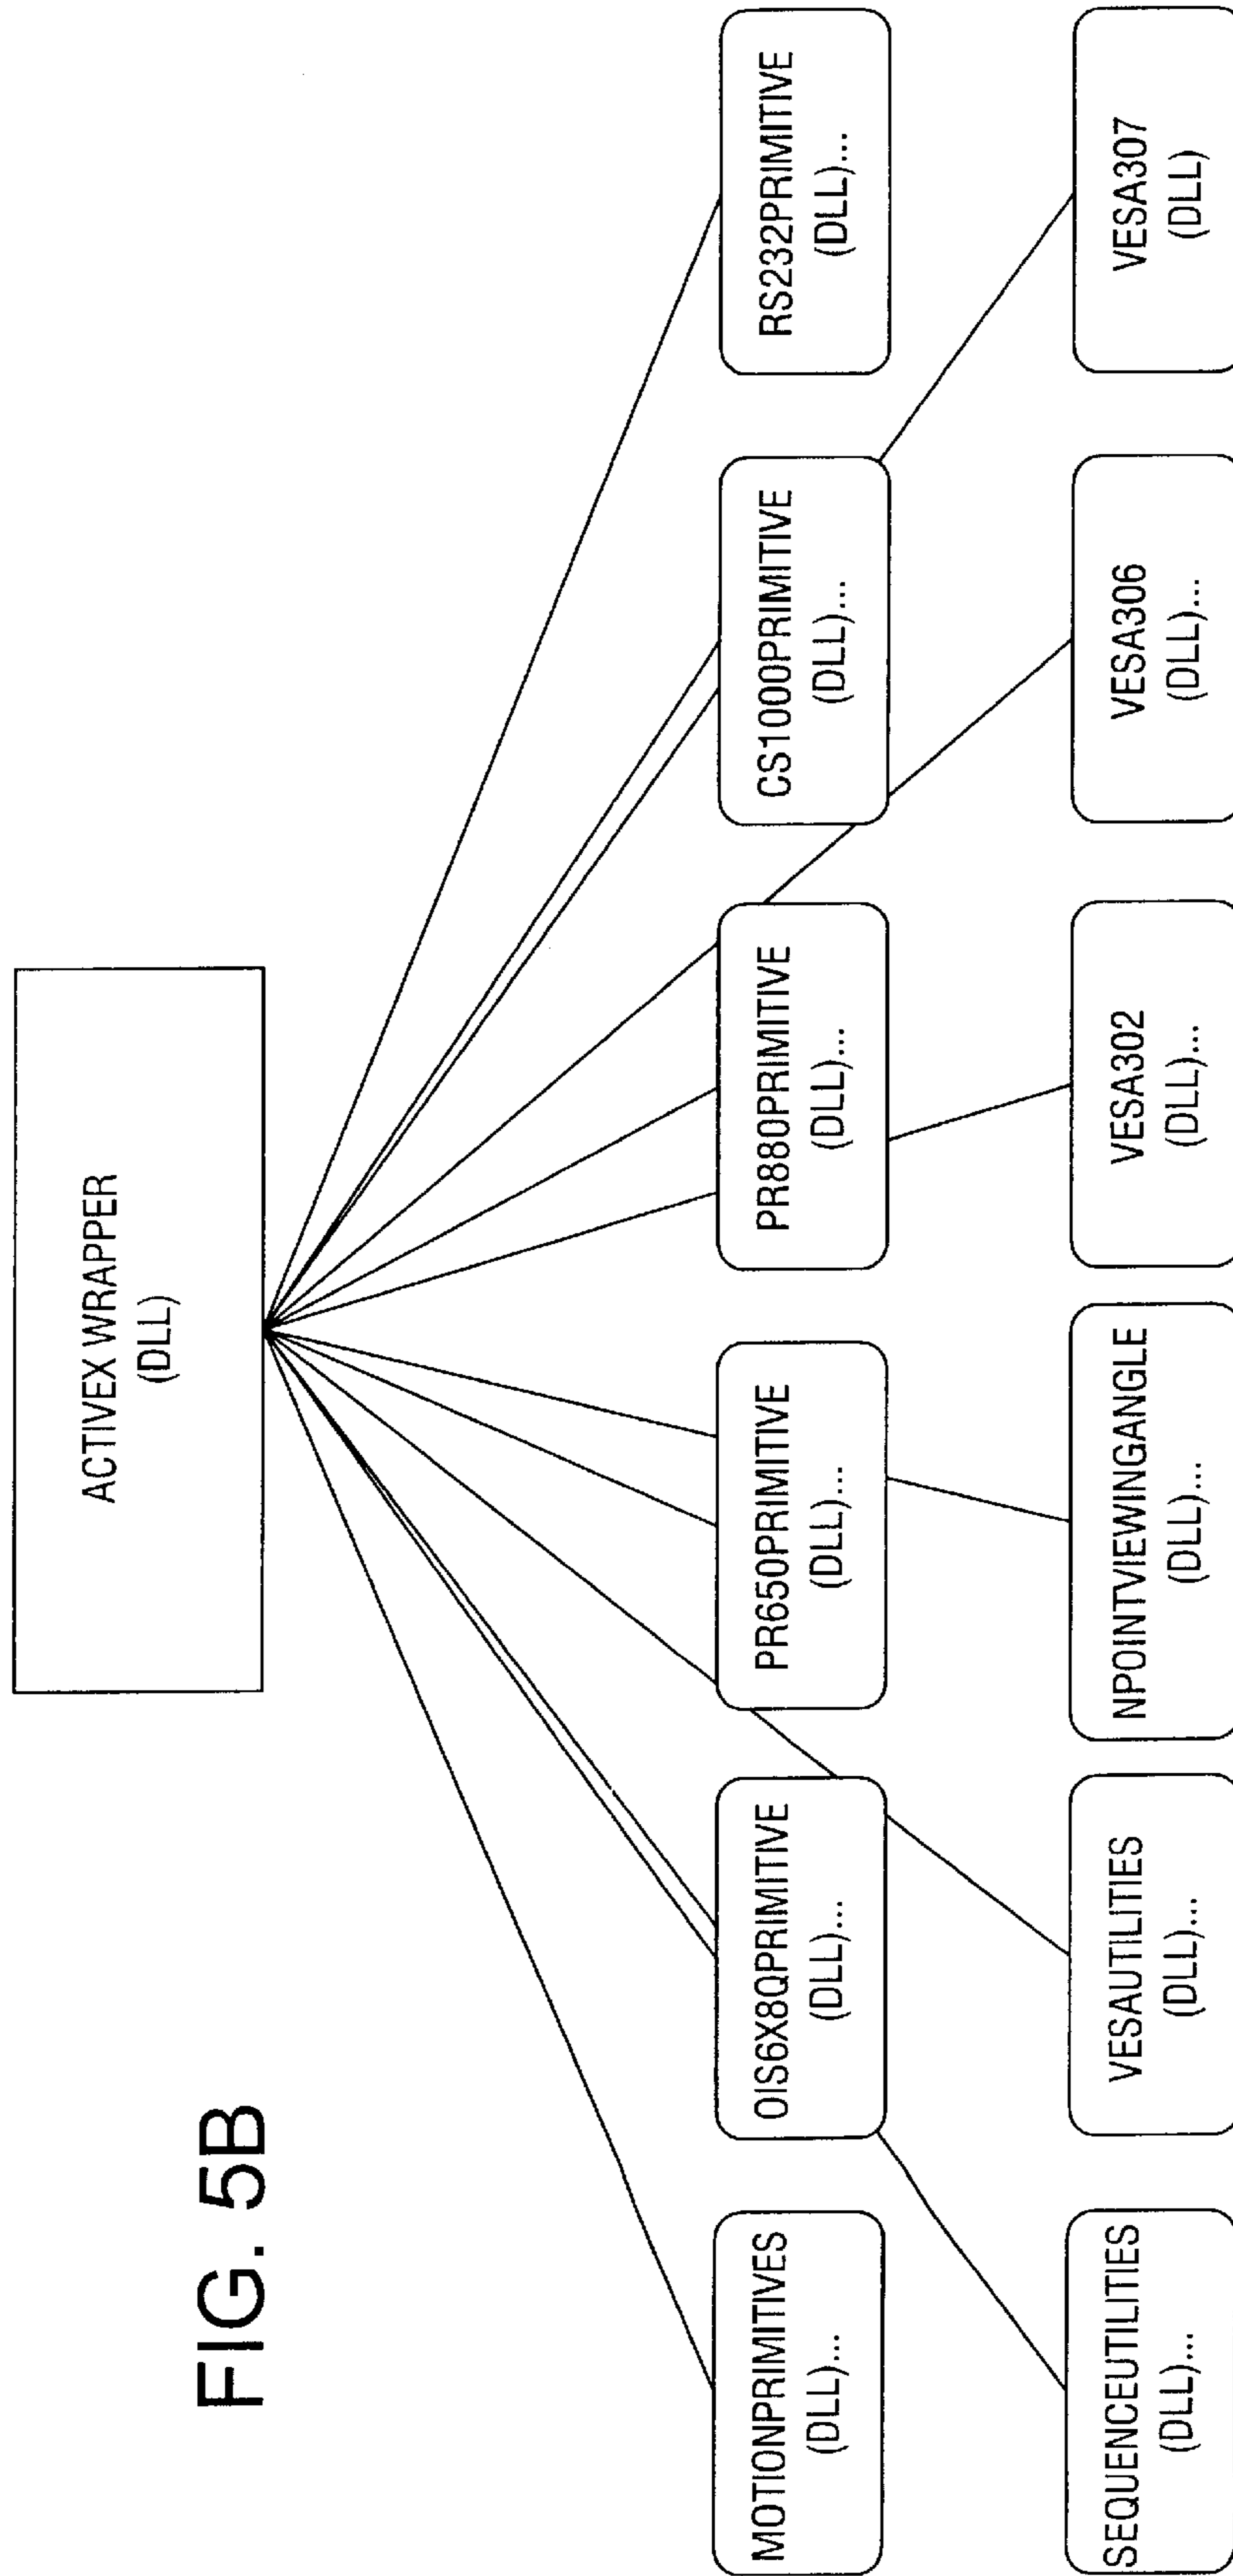 FIG. 5B
ACTIVEX WRAPPER
(DLL)
MOTIONPRIMITIVES
(DLL)...
OIS6X8QPRIMITIVE
(DLL)...
PR650PRIMITIVE
(DLL)...
PR880PRIMITIVE
(DLL)...
CS1000PRIMITIVE
(DLL)...
RS232PRIMITIVE
(DLL)...
SEQUENCEUTILITIES
(DLL)...
VESAUTILITIES
(DLL)...
NPOINTVIEWINGANGLE
(DLL)...
VESA302
(DLL)...
VESA306
(DLL)...
VESA307
(DLL)